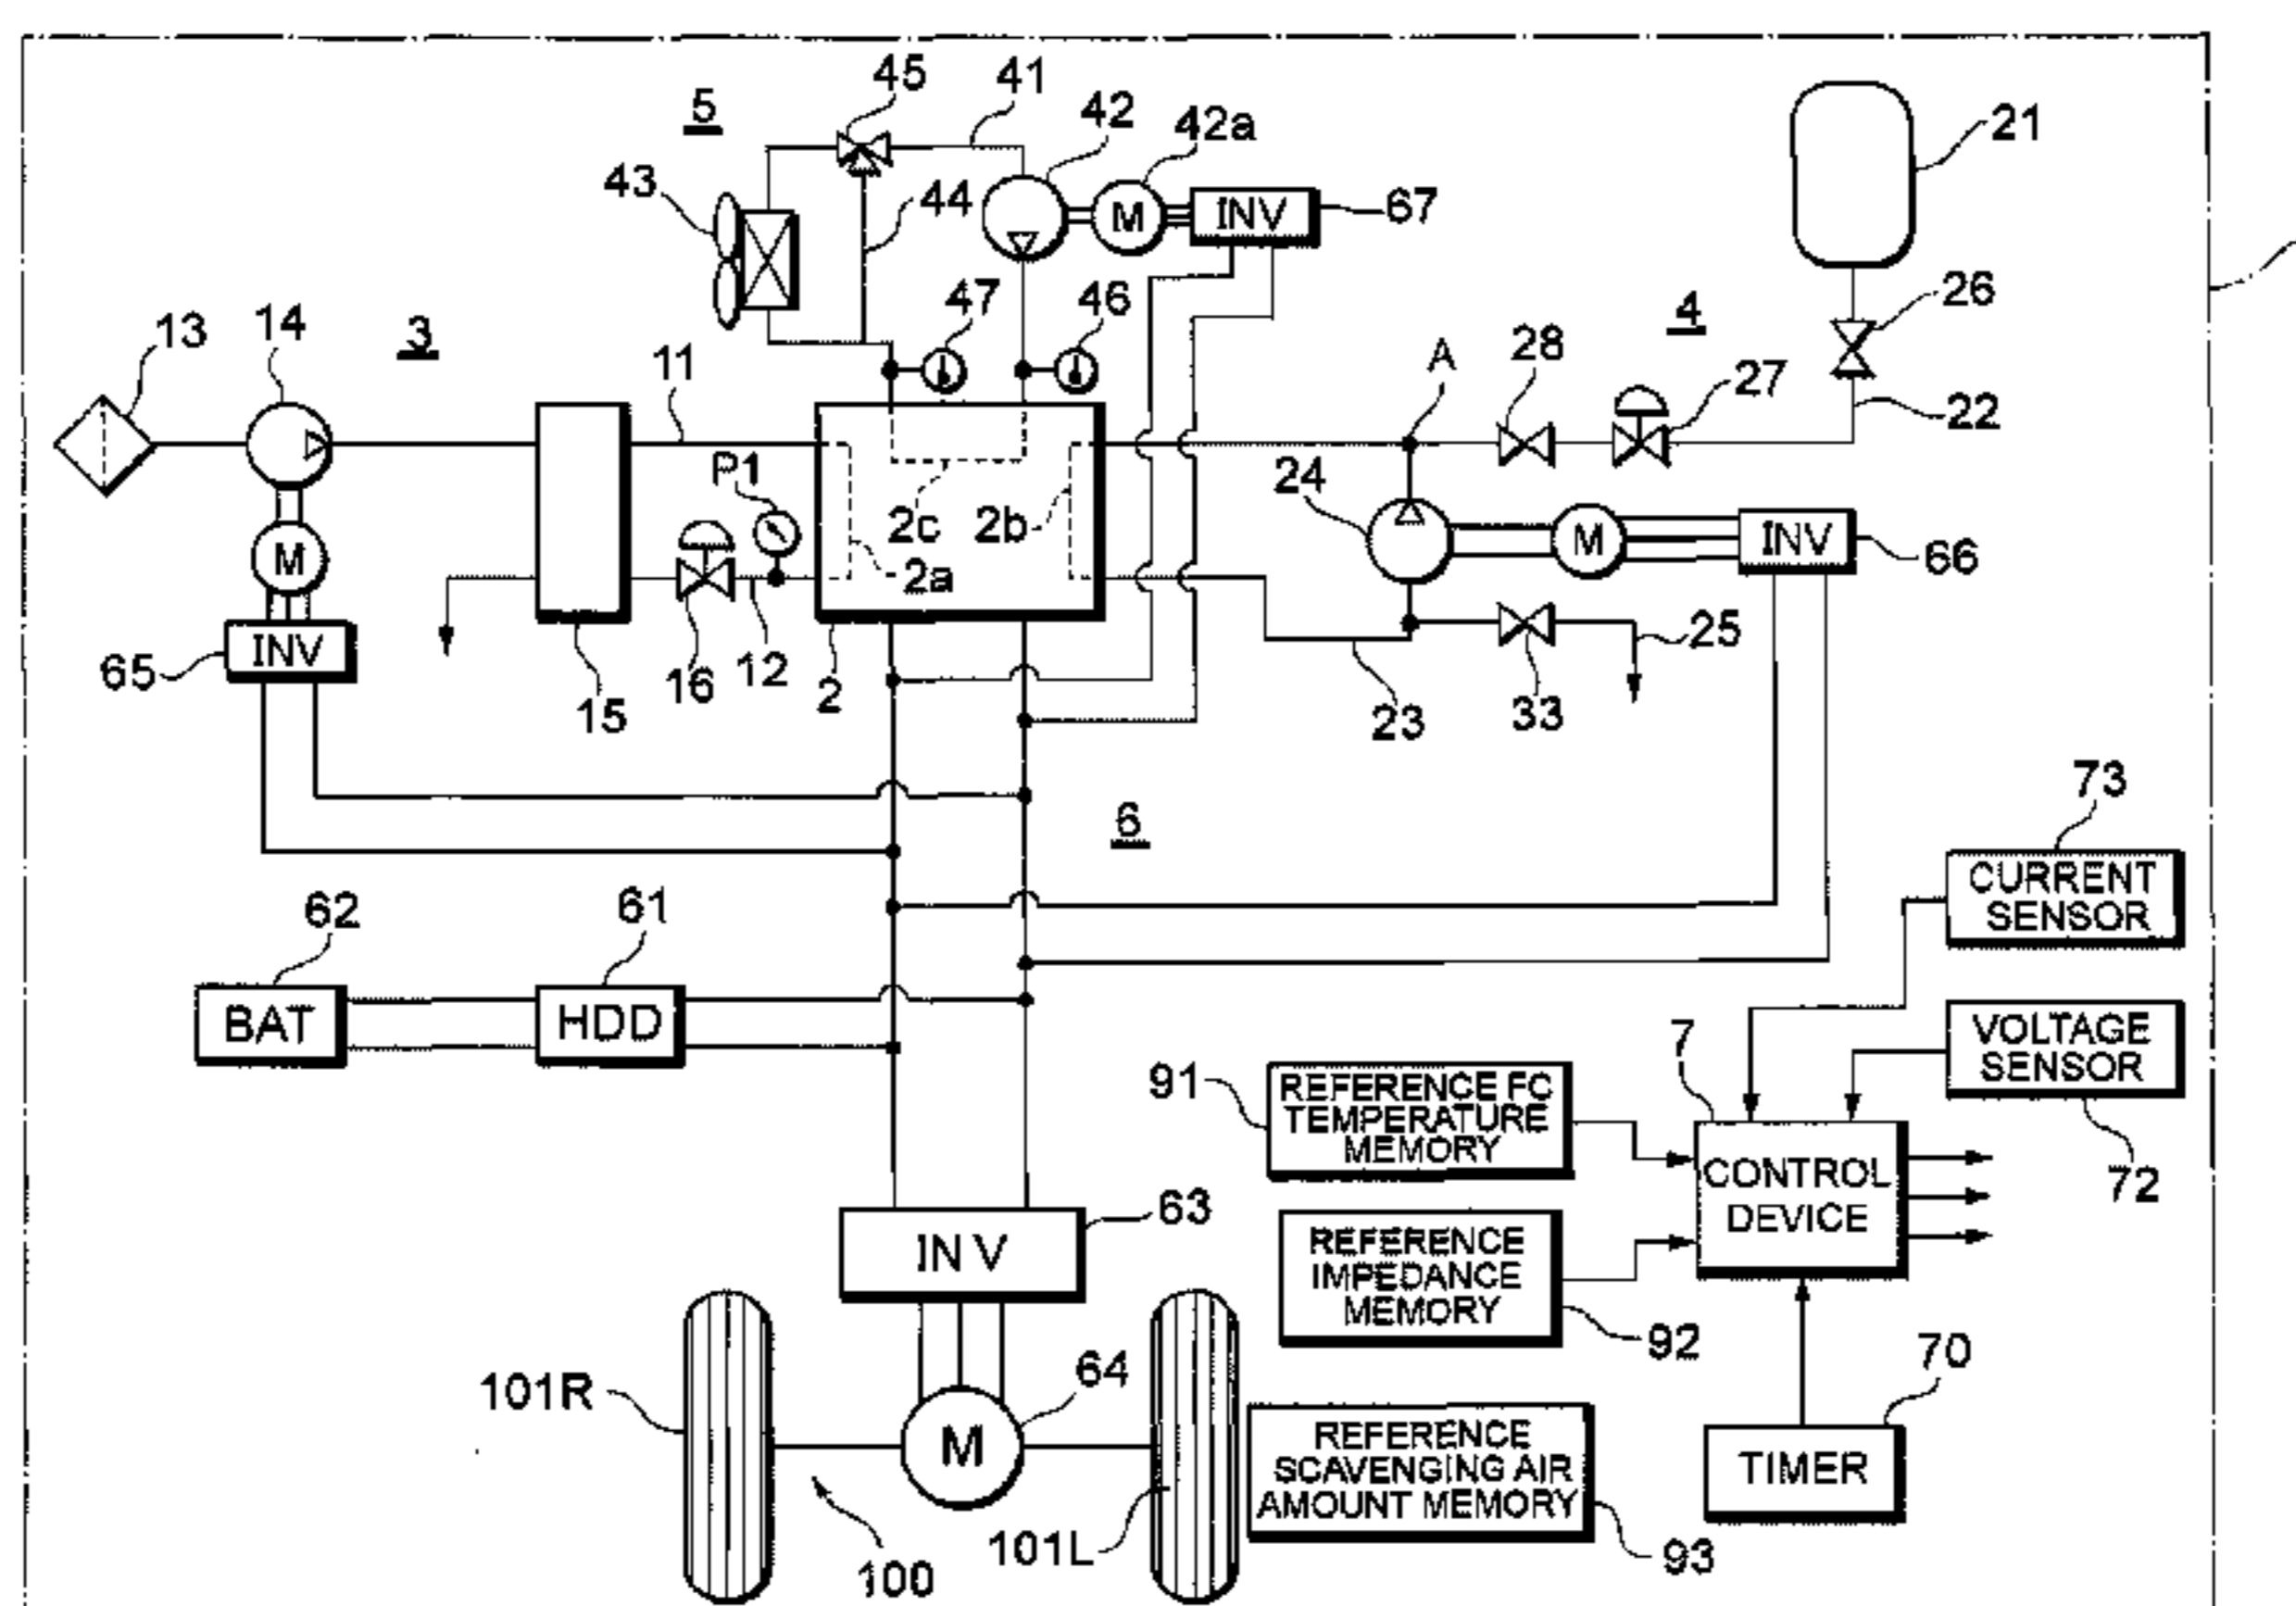 45
41
5
42
42a
21
43
44
INV
67
M
47
46
4
26
13
14
3
11
A
28
27
22
P1
24
2c
2b
M
INV
66
M
2a
INV
65
15
16
12
2
23
33
25
73
6
CURRENT
SENSOR
62
61
BAT
HDD
7
VOLTAGE
SENSOR
91
REFERENCE FC
TEMPERATURE
MEMORY
CONTROL
DEVICE
72
63
INV
REFERENCE
IMPEDANCE
MEMORY
92
70
64
101R
M
REFERENCE
SCAVENGING AIR
AMOUNT MEMORY
TIMER
101L
93
100